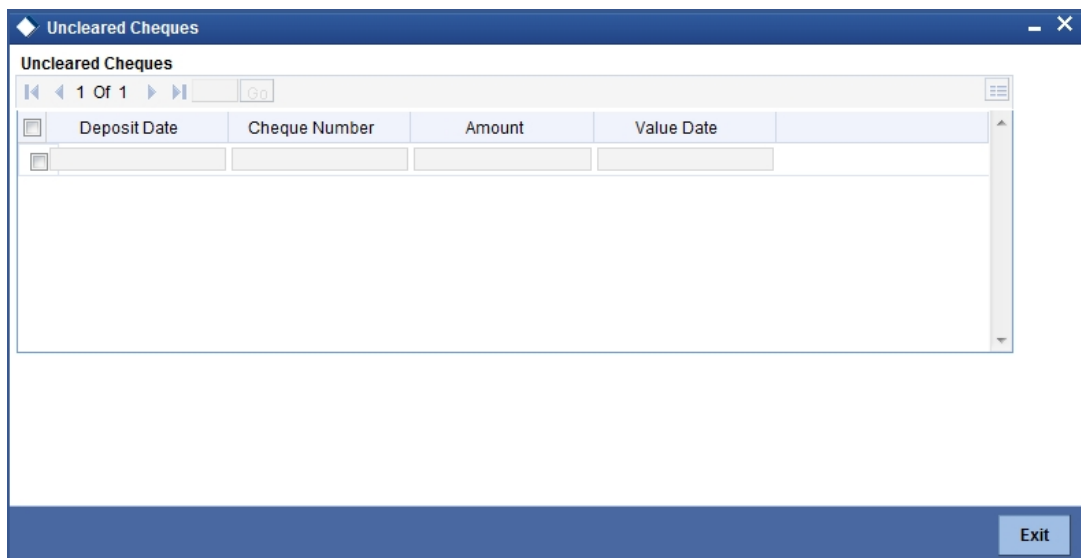 Uncleared Cheques
Uncleared Cheques
1 Of 1 Go
Deposit Date Cheque Number Amount Value Date
Exit